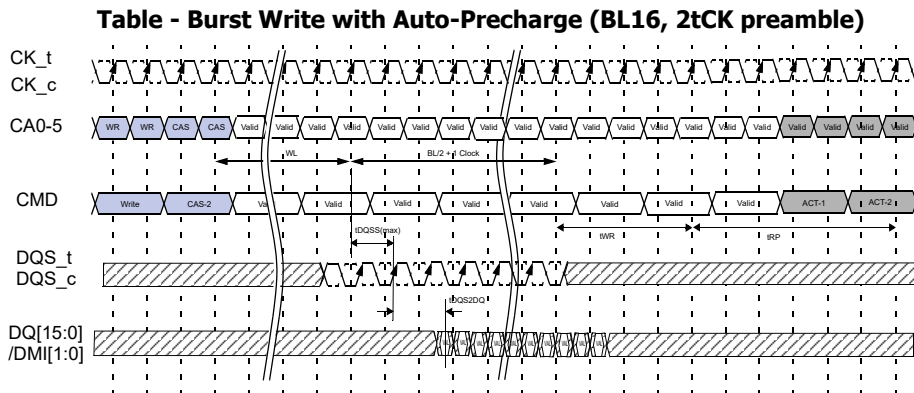 Table - Burst Write with Auto-Precharge (BL16, 2tCK preamble)
CK_t
CK_c
CA0-5 WR WR CAS CAS Valid Valid Valid Valid Valid Valid Valid Valid Valid Valid Valid Valid Valid Valid Valid Valid Valid Valid Valid Valid
WL BL/2 + 1 Clock
CMD Write CAS-2 Valid Valid Valid Valid Valid Valid Valid Valid ACT-1 ACT-2
tDQSS(max) tWR tRP
DQS_t
DQS_c
tDQS2DQ
DQ[15:0]
/DMI[1:0]